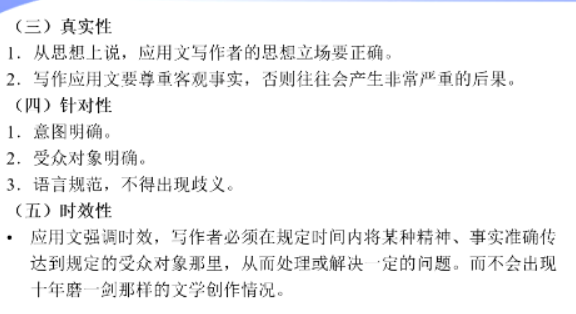 （三）真实性
1．从思想上说，应用文写作者的思想立场要正确。
2．写作应用文要尊重客观事实，否则往往会产生非常严重的后果。
（四）针对性
1．意图明确。
2．受众对象明确。
3．语言规范，不得出现歧义。
（五）时效性
• 应用文强调时效，写作者必须在规定时间内将某种精神、事实准确传
达到规定的受众对象那里，从而处理或解决一定的问题。而不会出现
十年磨一剑那样的文学创作情况。